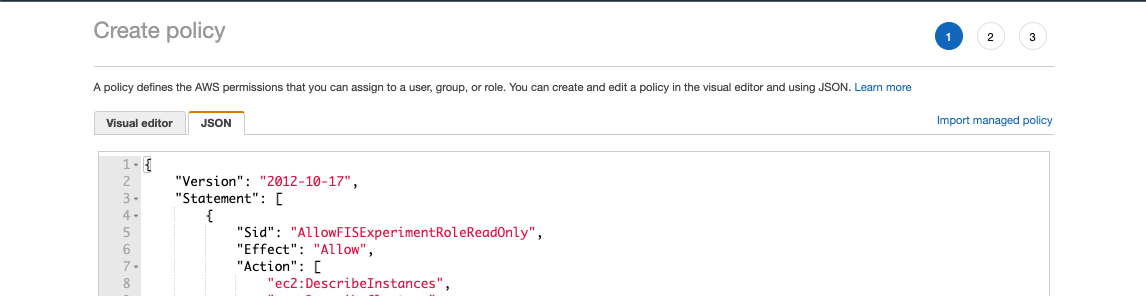 Create policy
1 2 3
A policy defines the AWS permissions that you can assign to a user, group, or role. You can create and edit a policy in the visual editor and using JSON. Learn more
Visual editor JSON Import managed policy
1 {
2 "Version": "2012-10-17",
3 "Statement": [
4 {
5 "Sid": "AllowFISExperimentRoleReadOnly",
6 "Effect": "Allow",
7 "Action": [
8 "ec2:DescribeInstances",